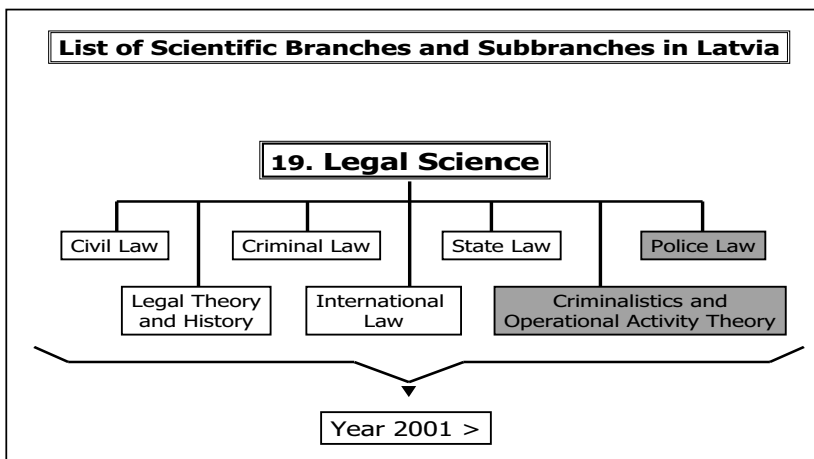 List of Scientific Branches and Subbranches in Latvia
19. Legal Science
Civil Law
Criminal Law
State Law
Police Law
Legal Theory
and History
International
Law
Criminalistics and
Operational Activity Theory
Year 2001 >